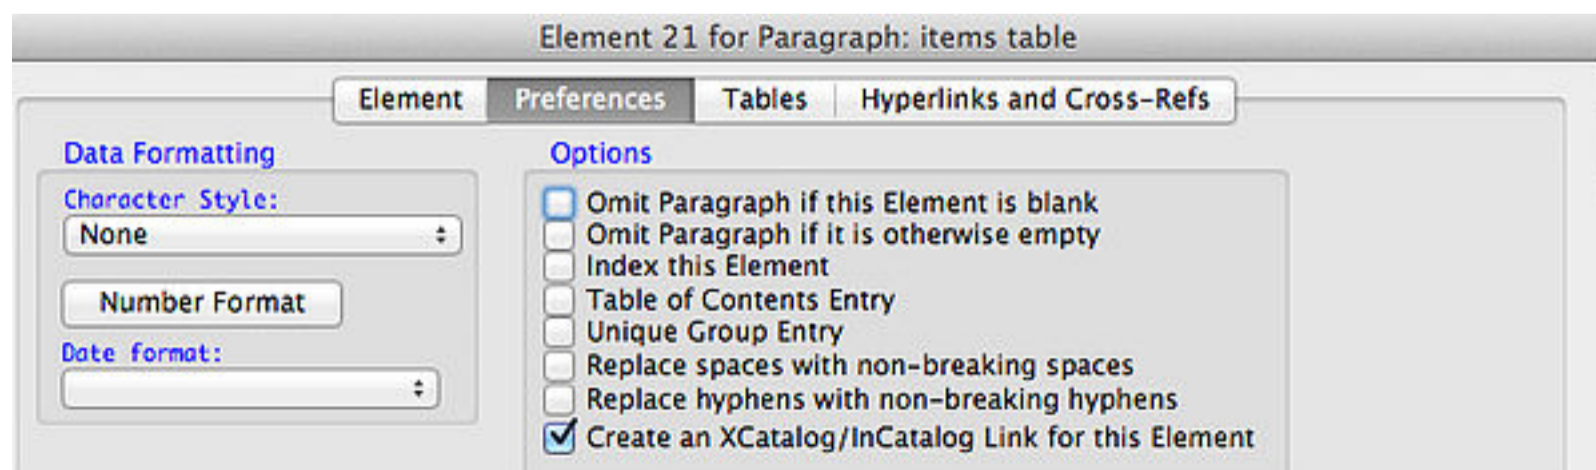 Element 21 for Paragraph: items table
Element Preferences Tables Hyperlinks and Cross-Refs
Data Formatting
Character Style:
None
Number Format
Date format:
Options
Omit Paragraph if this Element is blank
Omit Paragraph if it is otherwise empty
Index this Element
Table of Contents Entry
Unique Group Entry
Replace spaces with non-breaking spaces
Replace hyphens with non-breaking hyphens
Create an XCatalog/InCatalog Link for this Element